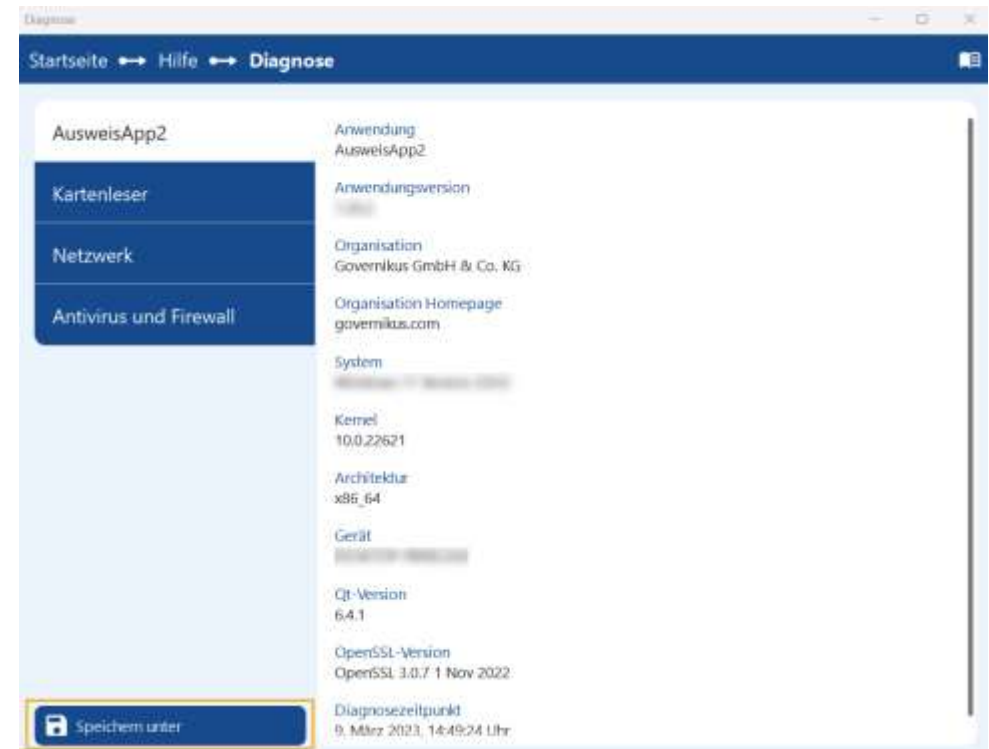 Diagnose
Startseite Hilfe Diagnose
AusweisApp2
Kartenleser
Netzwerk
Antivirus und Firewall
Speichern unter
Anwendung
AusweisApp2
Anwendungsversion
Organisation
Governikus GmbH & Co. KG
Organisation Homepage
governikus.com
System
Kernel
10.0.22621
Architektur
x86_64
Gerät
Qt-Version
6.4.1
OpenSSL-Version
OpenSSL 3.0.7 1 Nov 2022
Diagnosezeitpunkt
9. März 2023, 14:49:24 Uhr